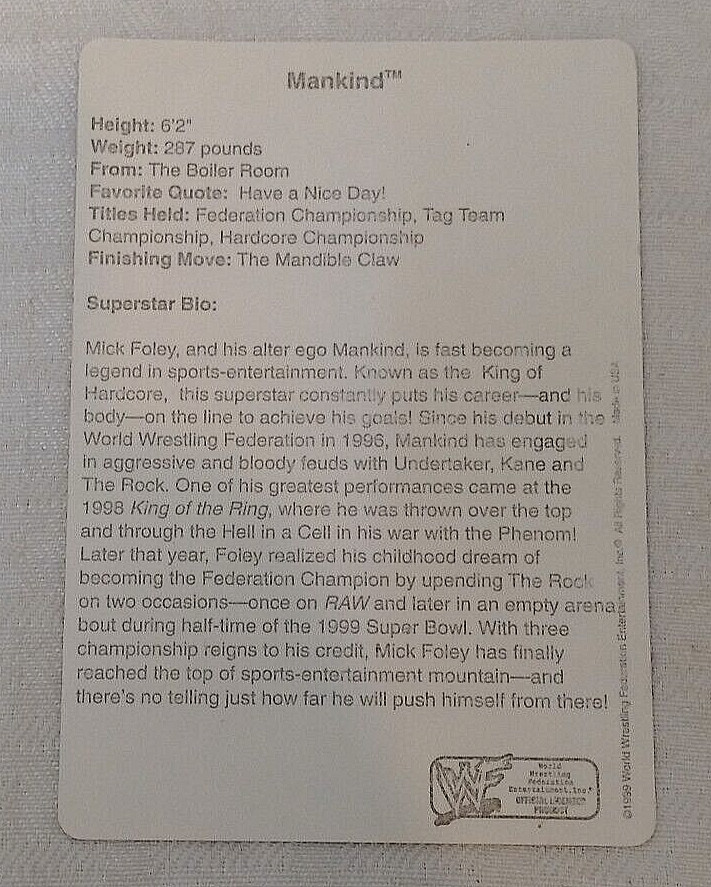 Mankind™
Height: 6'2"
Weight: 287 pounds
From: The Boiler Room
Favorite Quote: Have a Nice Day!
Titles Held: Federation Championship, Tag Team
Championship, Hardcore Championship
Finishing Move: The Mandible Claw
Superstar Bio:
Mick Foley, and his alter ego Mankind, is fast becoming a
legend in sports-entertainment. Known as the King of
Hardcore, this superstar constantly puts his career—and his
body—on the line to achieve his goals! Since his debut in the
World Wrestling Federation in 1996, Mankind has engaged
in aggressive and bloody feuds with Undertaker, Kane and
The Rock. One of his greatest performances came at the
1998 King of the Ring, where he was thrown over the top
and through the Hell in a Cell in his war with the Phenom!
Later that year, Foley realized his childhood dream of
becoming the Federation Champion by upending The Rock
on two occasions—once on RAW and later in an empty arena
bout during half-time of the 1999 Super Bowl. With three
championship reigns to his credit, Mick Foley has finally
reached the top of sports-entertainment mountain—and
there's no telling just how far he will push himself from there!
WF
World
Wrestling
Federation
Entertainment, Inc.
OFFICIAL LICENSED
PRODUCT
©1999 World Wrestling Federation Entertainment, Inc.® All Rights Reserved. Made in USA